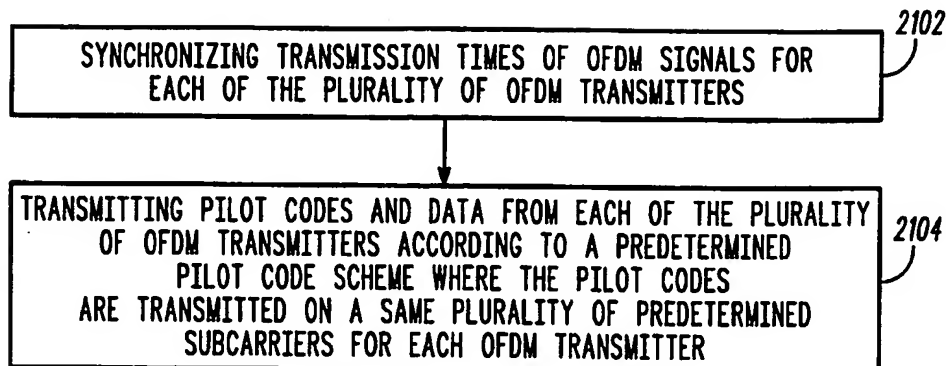 2102
SYNCHRONIZING TRANSMISSION TIMES OF OFDM SIGNALS FOR
EACH OF THE PLURALITY OF OFDM TRANSMITTERS
TRANSMITTING PILOT CODES AND DATA FROM EACH OF THE PLURALITY
OF OFDM TRANSMITTERS ACCORDING TO A PREDETERMINED
PILOT CODE SCHEME WHERE THE PILOT CODES
ARE TRANSMITTED ON A SAME PLURALITY OF PREDETERMINED
SUBCARRIERS FOR EACH OFDM TRANSMITTER
2104